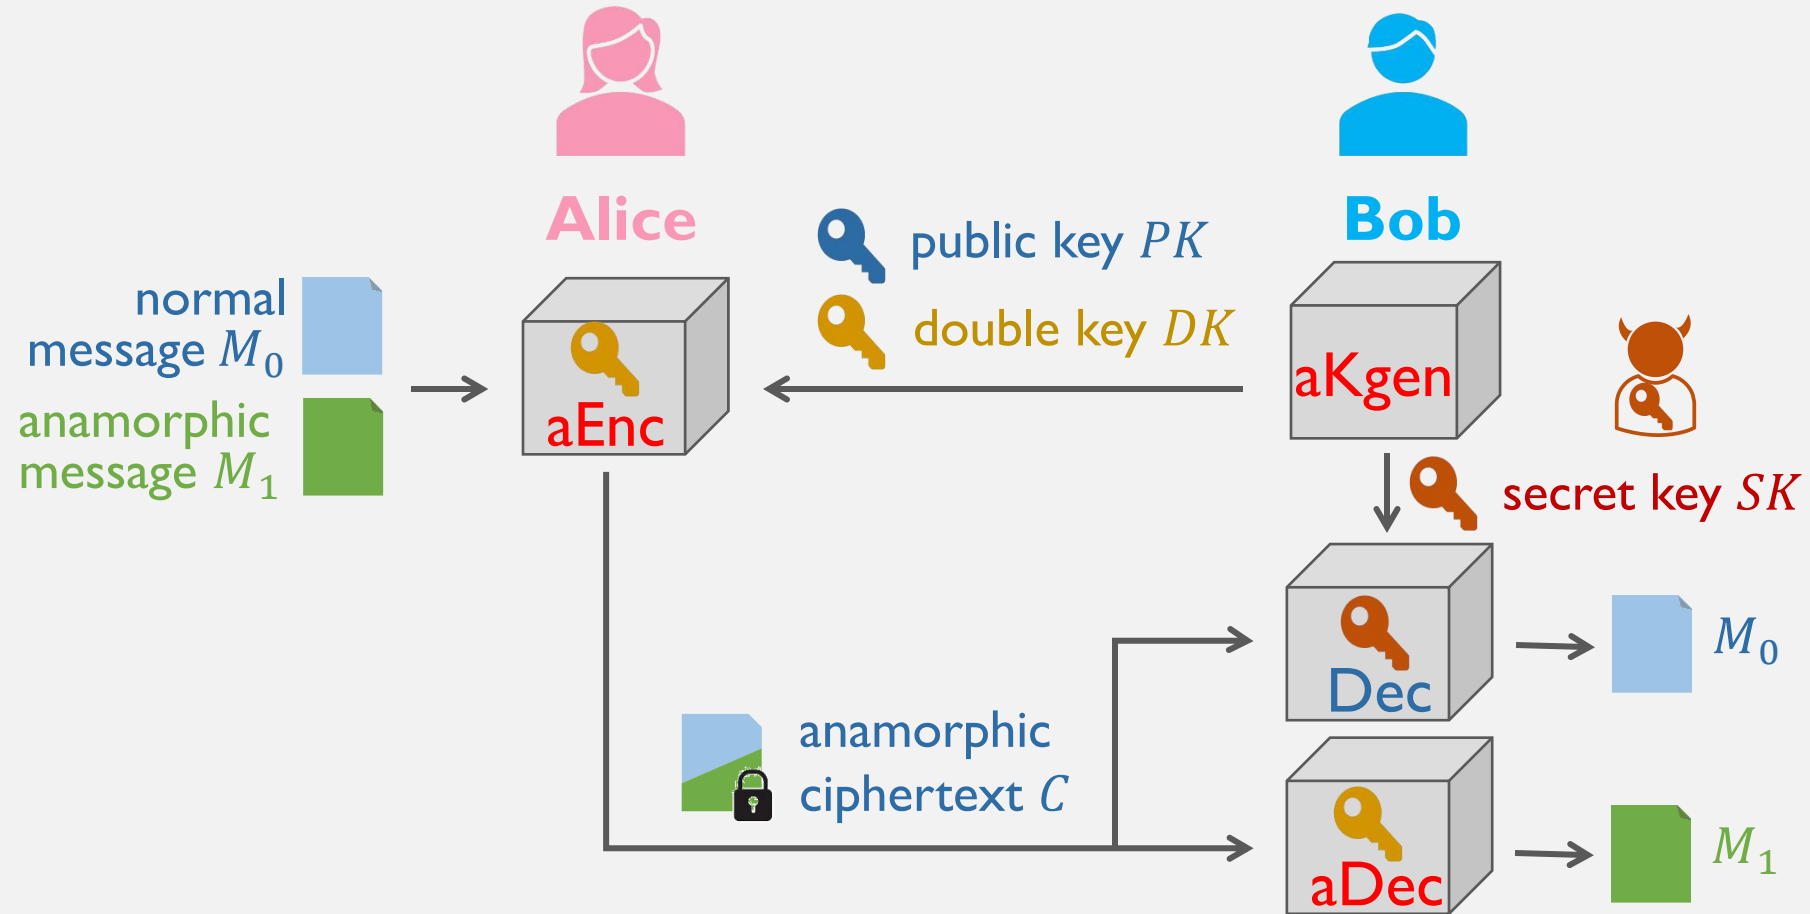 Alice
Bob
public key PK
double key DK
normal
message M₀
anamorphic
message M₁
aEnc
aKgen
secret key SK
Dec
M₀
anamorphic
ciphertext C
aDec
M₁